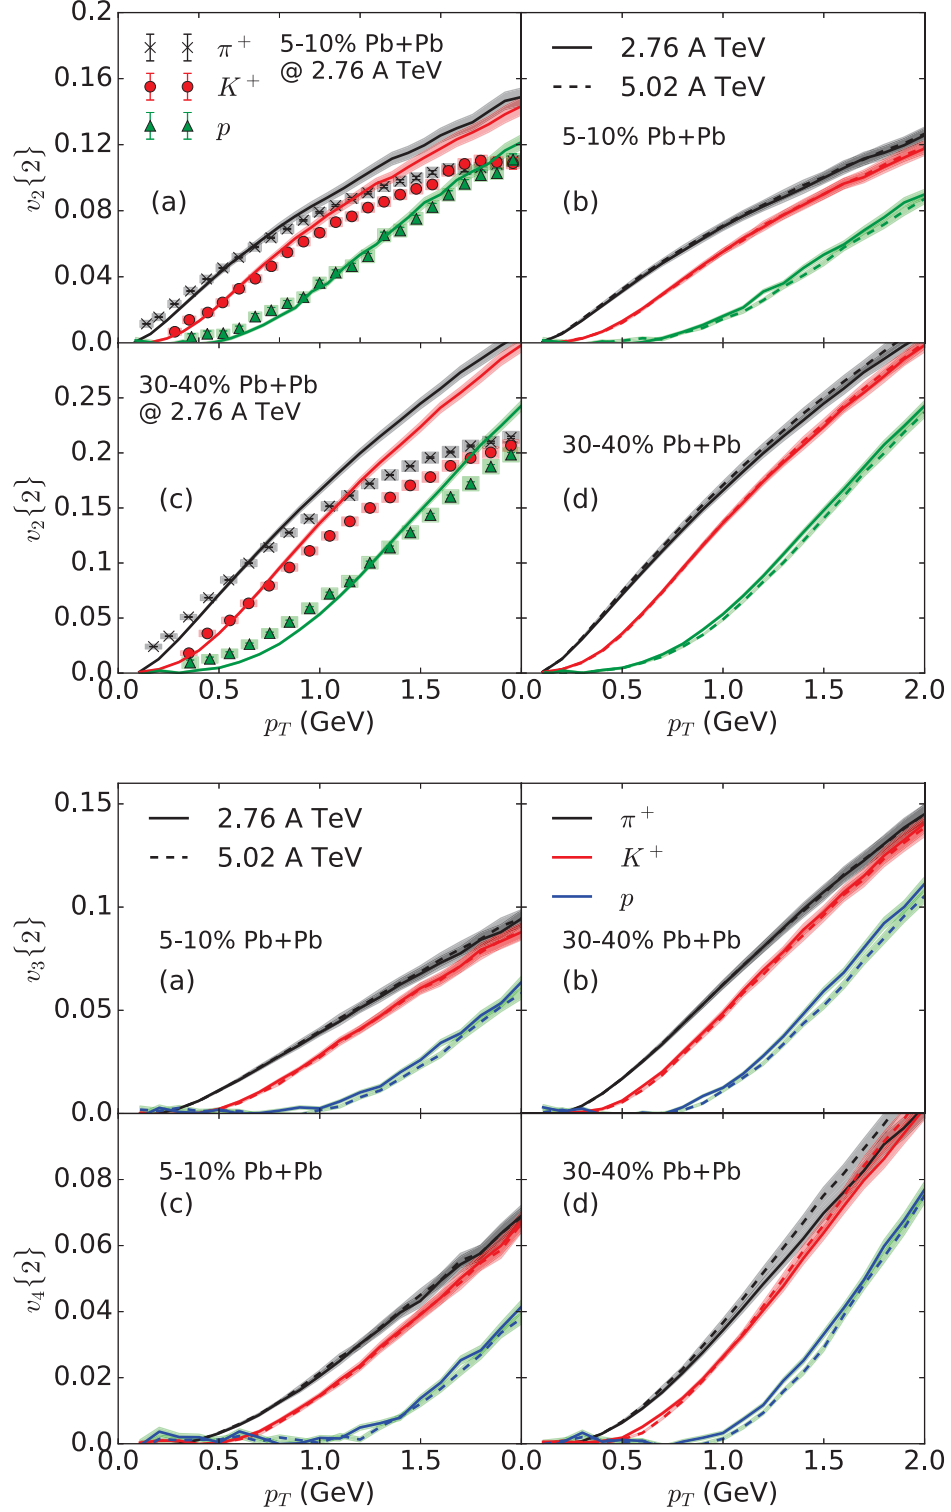 0.2
π⁺ 5-10% Pb+Pb
K⁺ @ 2.76 A TeV
p
0.16
0.12
0.08
0.04
0.0
v₂{2}
(a)
2.76 A TeV
5.02 A TeV
5-10% Pb+Pb
(b)
30-40% Pb+Pb
@ 2.76 A TeV
0.25
0.2
0.15
0.1
0.05
0.0
v₂{2}
(c)
30-40% Pb+Pb
(d)
0.0 0.5 1.0 1.5 0.0 0.5 1.0 1.5 2.0
p_T (GeV) p_T (GeV)
0.15
0.1
0.05
0.0
v₃{2}
2.76 A TeV
5.02 A TeV
5-10% Pb+Pb
(a)
π⁺
K⁺
p
30-40% Pb+Pb
(b)
0.08
0.06
0.04
0.02
0.0
v₄{2}
5-10% Pb+Pb
(c)
30-40% Pb+Pb
(d)
0.0 0.5 1.0 1.5 0.0 0.5 1.0 1.5 2.0
p_T (GeV) p_T (GeV)